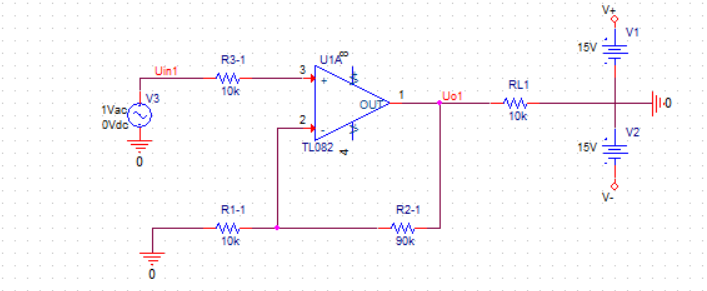 V+
V1
15V
R3-1
10k
Uin1
U1A
8
3
+
V3
1Vac
0Vdc
0
OUT
1
Uo1
RL1
10k
0
2
-
TL082
4
V2
15V
V-
R1-1
10k
R2-1
90k
0